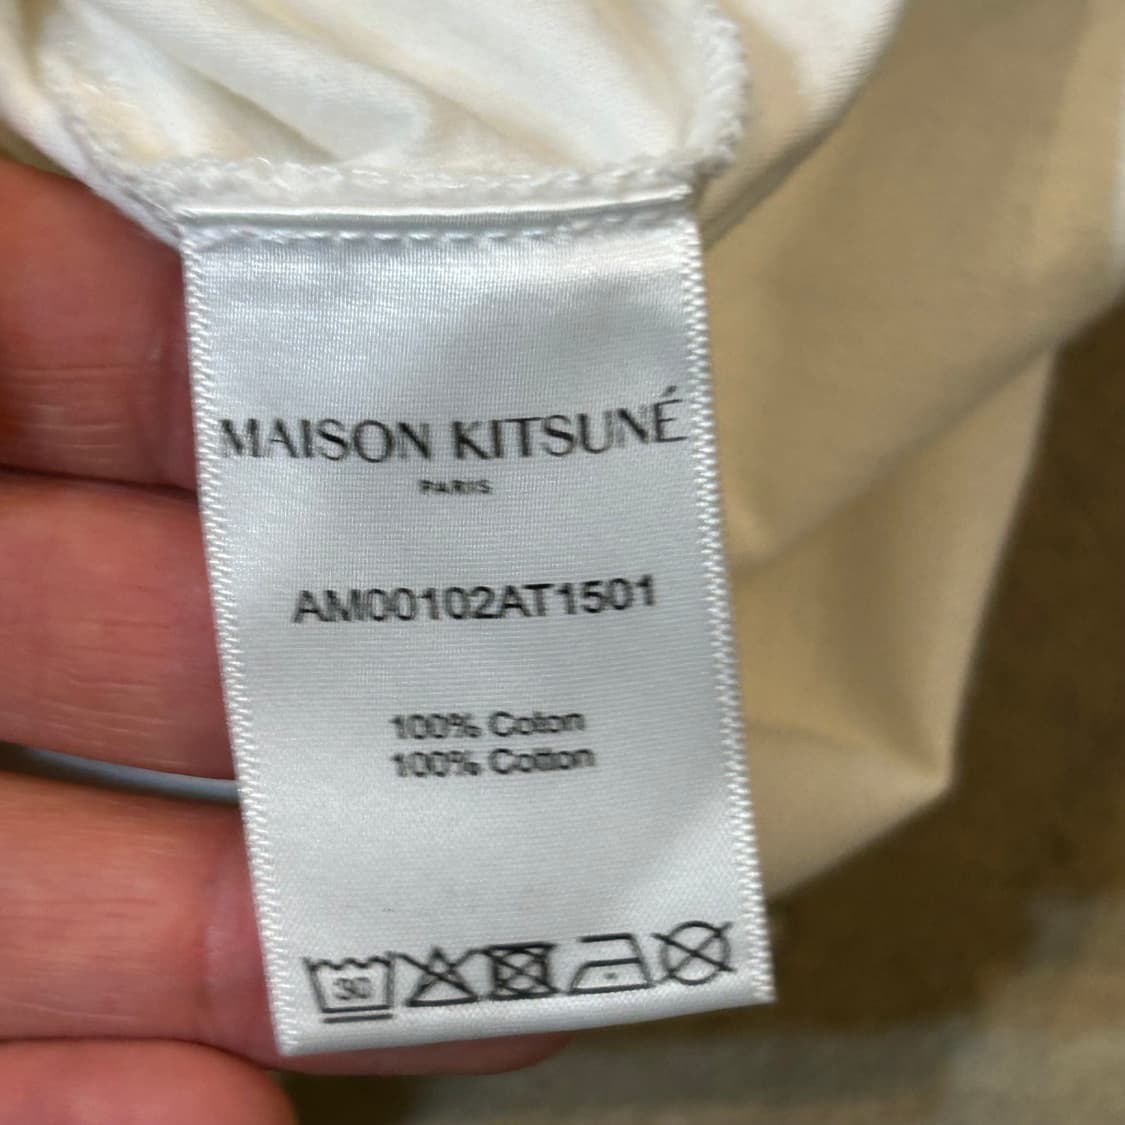 MAISON KITSUNÉ
PARIS
AM00102AT1501
100% Coton
100% Cotton
30